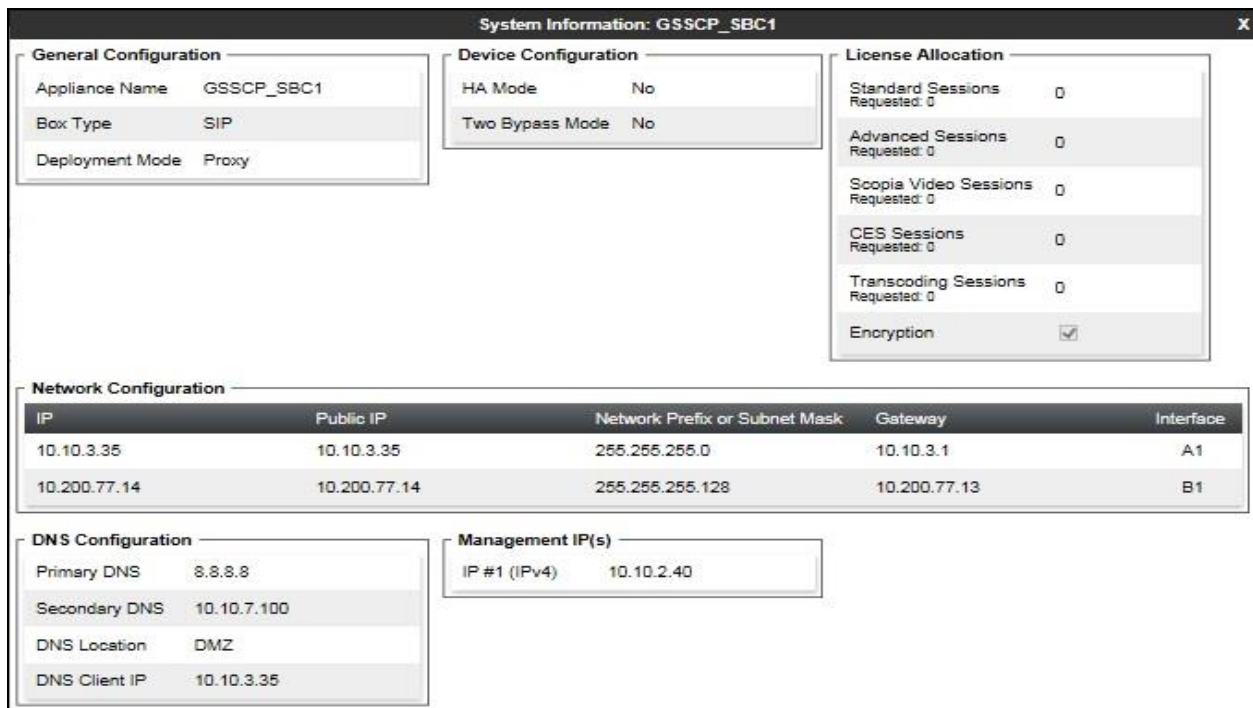 System Information: GSSCP_SBC1 X
General Configuration
Appliance Name GSSCP_SBC1
Box Type SIP
Deployment Mode Proxy
Device Configuration
HA Mode No
Two Bypass Mode No
License Allocation
Standard Sessions 0
Requested: 0
Advanced Sessions 0
Requested: 0
Scopia Video Sessions 0
Requested: 0
CES Sessions 0
Requested: 0
Transcoding Sessions 0
Requested: 0
Encryption
Network Configuration
IP Public IP Network Prefix or Subnet Mask Gateway Interface
10.10.3.35 10.10.3.35 255.255.255.0 10.10.3.1 A1
10.200.77.14 10.200.77.14 255.255.255.128 10.200.77.13 B1
DNS Configuration
Primary DNS 8.8.8.8
Secondary DNS 10.10.7.100
DNS Location DMZ
DNS Client IP 10.10.3.35
Management IP(s)
IP #1 (IPv4) 10.10.2.40